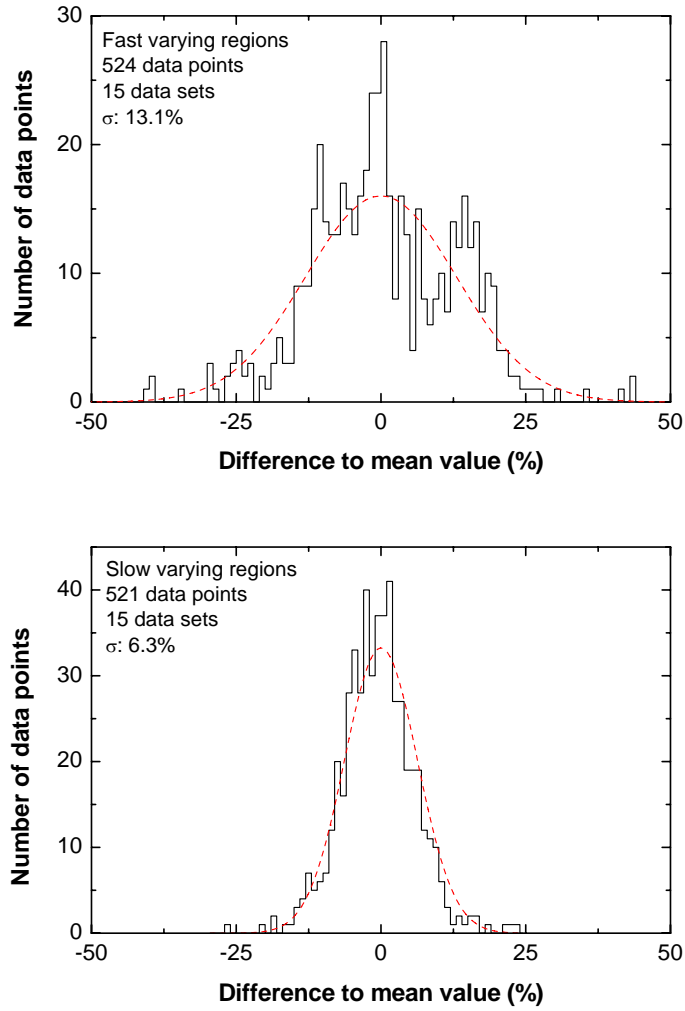 30
20
10
0
Number of data points
Fast varying regions
524 data points
15 data sets
σ: 13.1%
-50
-25
0
25
50
Difference to mean value (%)
40
30
20
10
0
Number of data points
Slow varying regions
521 data points
15 data sets
σ: 6.3%
-50
-25
0
25
50
Difference to mean value (%)